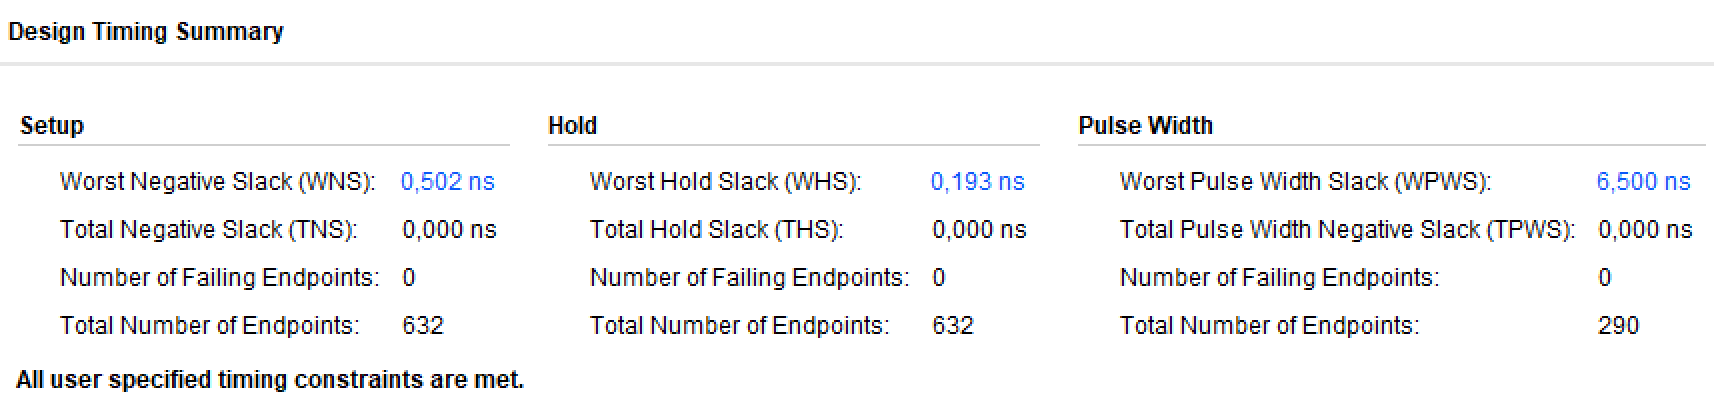 Design Timing Summary
Setup Hold Pulse Width
Worst Negative Slack (WNS): 0,502 ns Worst Hold Slack (WHS): 0,193 ns Worst Pulse Width Slack (WPWS): 6,500 ns
Total Negative Slack (TNS): 0,000 ns Total Hold Slack (THS): 0,000 ns Total Pulse Width Negative Slack (TPWS): 0,000 ns
Number of Failing Endpoints: 0 Number of Failing Endpoints: 0 Number of Failing Endpoints: 0
Total Number of Endpoints: 632 Total Number of Endpoints: 632 Total Number of Endpoints: 290
All user specified timing constraints are met.